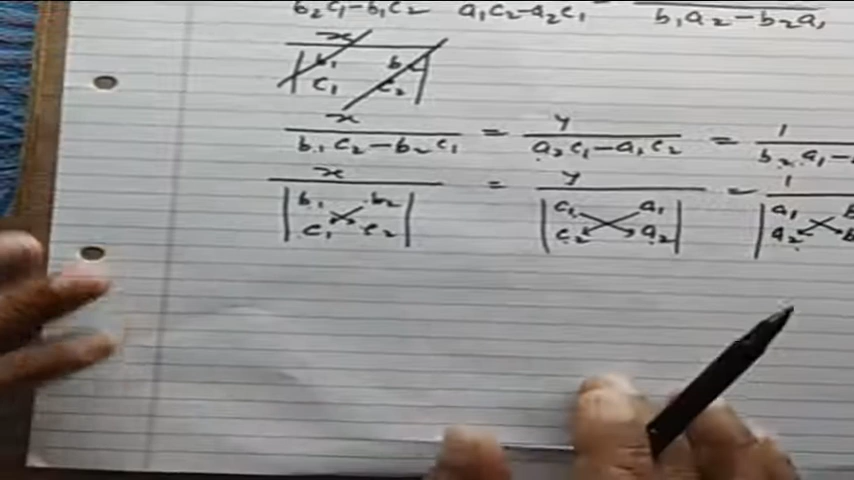 b₂c₁-b₁c₂   a₁c₂-a₂c₁   b₁a₂-b₂a₁
x
b₁ b₂
c₁ c₂
x / b₁c₂-b₂c₁ = y / a₂c₁-a₁c₂ = 1 / b₂a₁-
x / |b₁ b₂; c₁ c₂| = y / |c₁ a₁; c₂ a₂| = 1 / |a₁ b; a₂ b